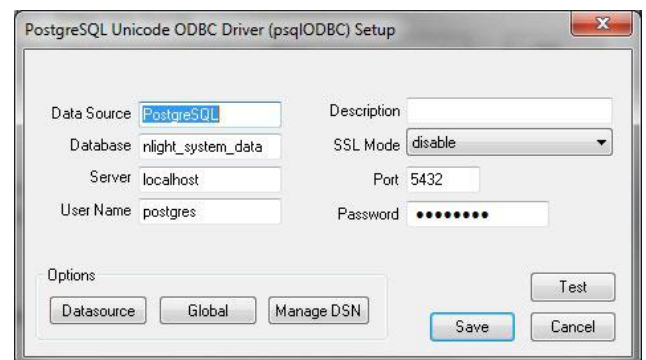 PostgreSQL Unicode ODBC Driver (psqlODBC) Setup
Data Source PostgreSQL Description
Database nlight_system_data SSL Mode disable
Server localhost Port 5432
User Name postgres Password ●●●●●●●●
Options
Test
Datasource Global Manage DSN Save Cancel